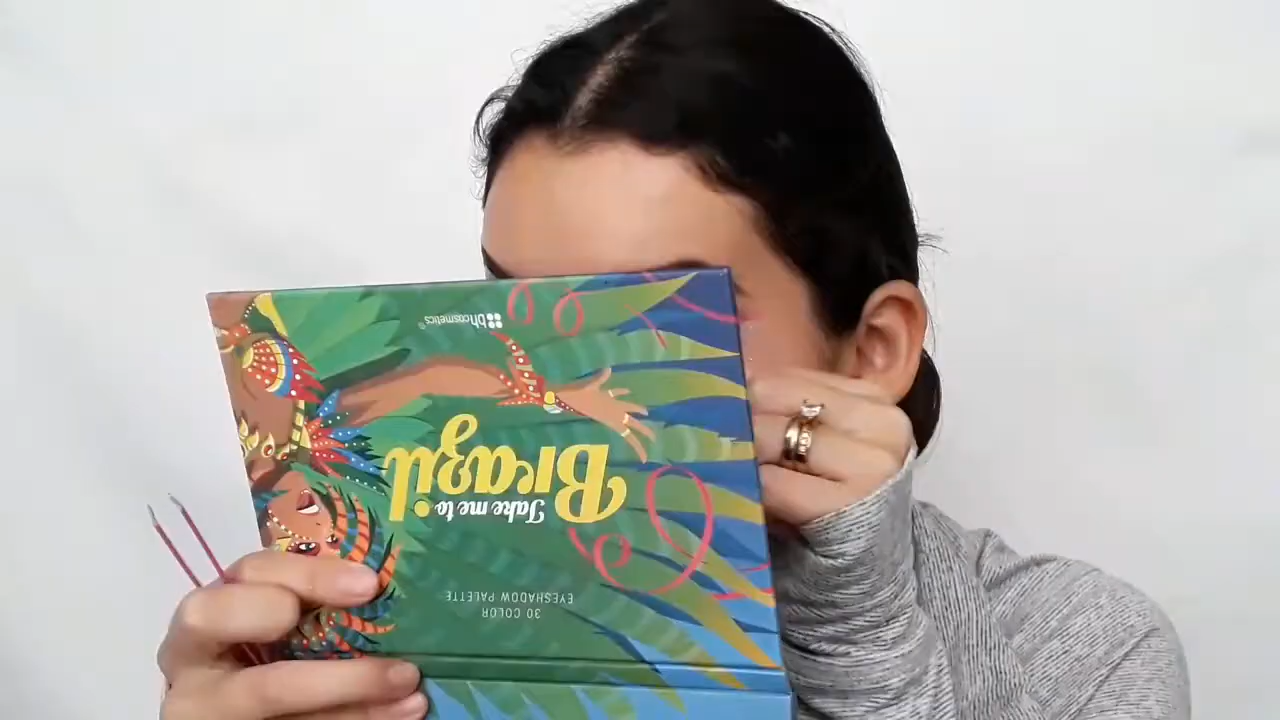 30 COLOR
EYESHADOW PALETTE
Take me to
Brazil
bhcosmetics®